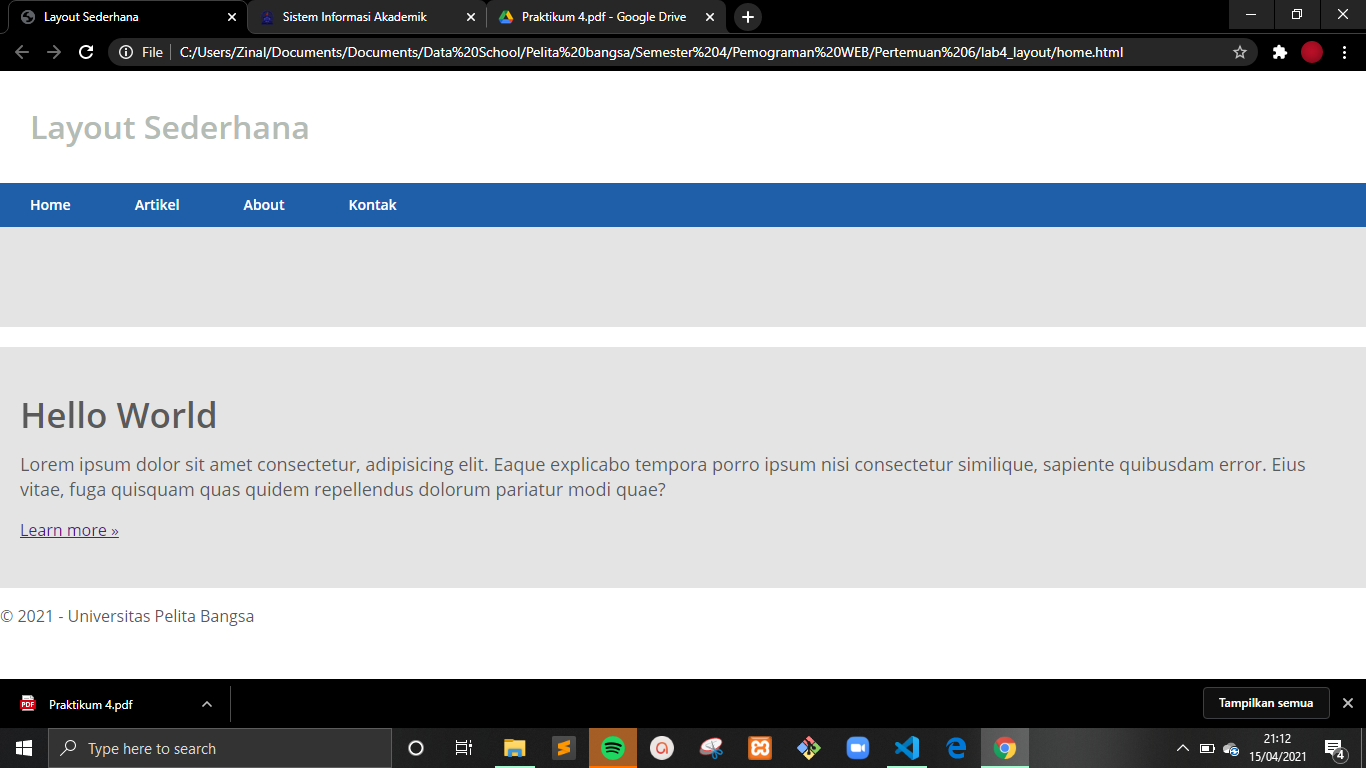 Layout Sederhana
Sistem Informasi Akademik
Praktikum 4.pdf - Google Drive
File
C:/Users/Zinal/Documents/Documents/Data%20School/Pelita%20bangsa/Semester%204/Pemograman%20WEB/Pertemuan%206/lab4_layout/home.html
Layout Sederhana
Home Artikel About Kontak
Hello World
Lorem ipsum dolor sit amet consectetur, adipisicing elit. Eaque explicabo tempora porro ipsum nisi consectetur similique, sapiente quibusdam error. Eius
vitae, fuga quisquam quas quidem repellendus dolorum pariatur modi quae?
Learn more »
© 2021 - Universitas Pelita Bangsa
PDF
Praktikum 4.pdf
Tampilkan semua
Type here to search
21:12
15/04/2021
4